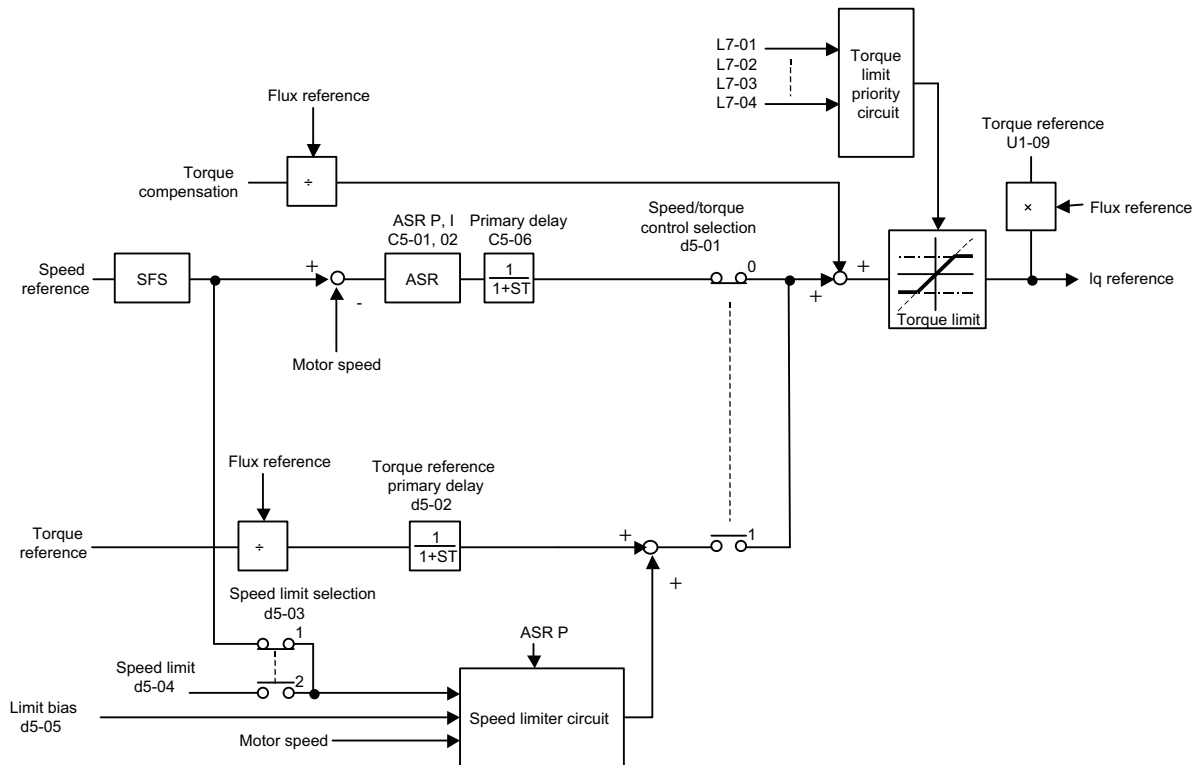 L7-01
L7-02
L7-03
L7-04
Torque
limit
priority
circuit
Flux reference
Torque reference
U1-09
Torque
compensation
÷
×
Flux reference
ASR P, I
C5-01, 02
Primary delay
C5-06
Speed/torque
control selection
d5-01
Speed
reference
SFS
+
-
ASR
1
1+ST
0
+
+
Torque limit
Iq reference
Motor speed
Flux reference
Torque reference
primary delay
d5-02
Torque
reference
÷
1
1+ST
+
+
1
Speed limit selection
d5-03
1
2
Speed limit
d5-04
ASR P
Limit bias
d5-05
Speed limiter circuit
Motor speed